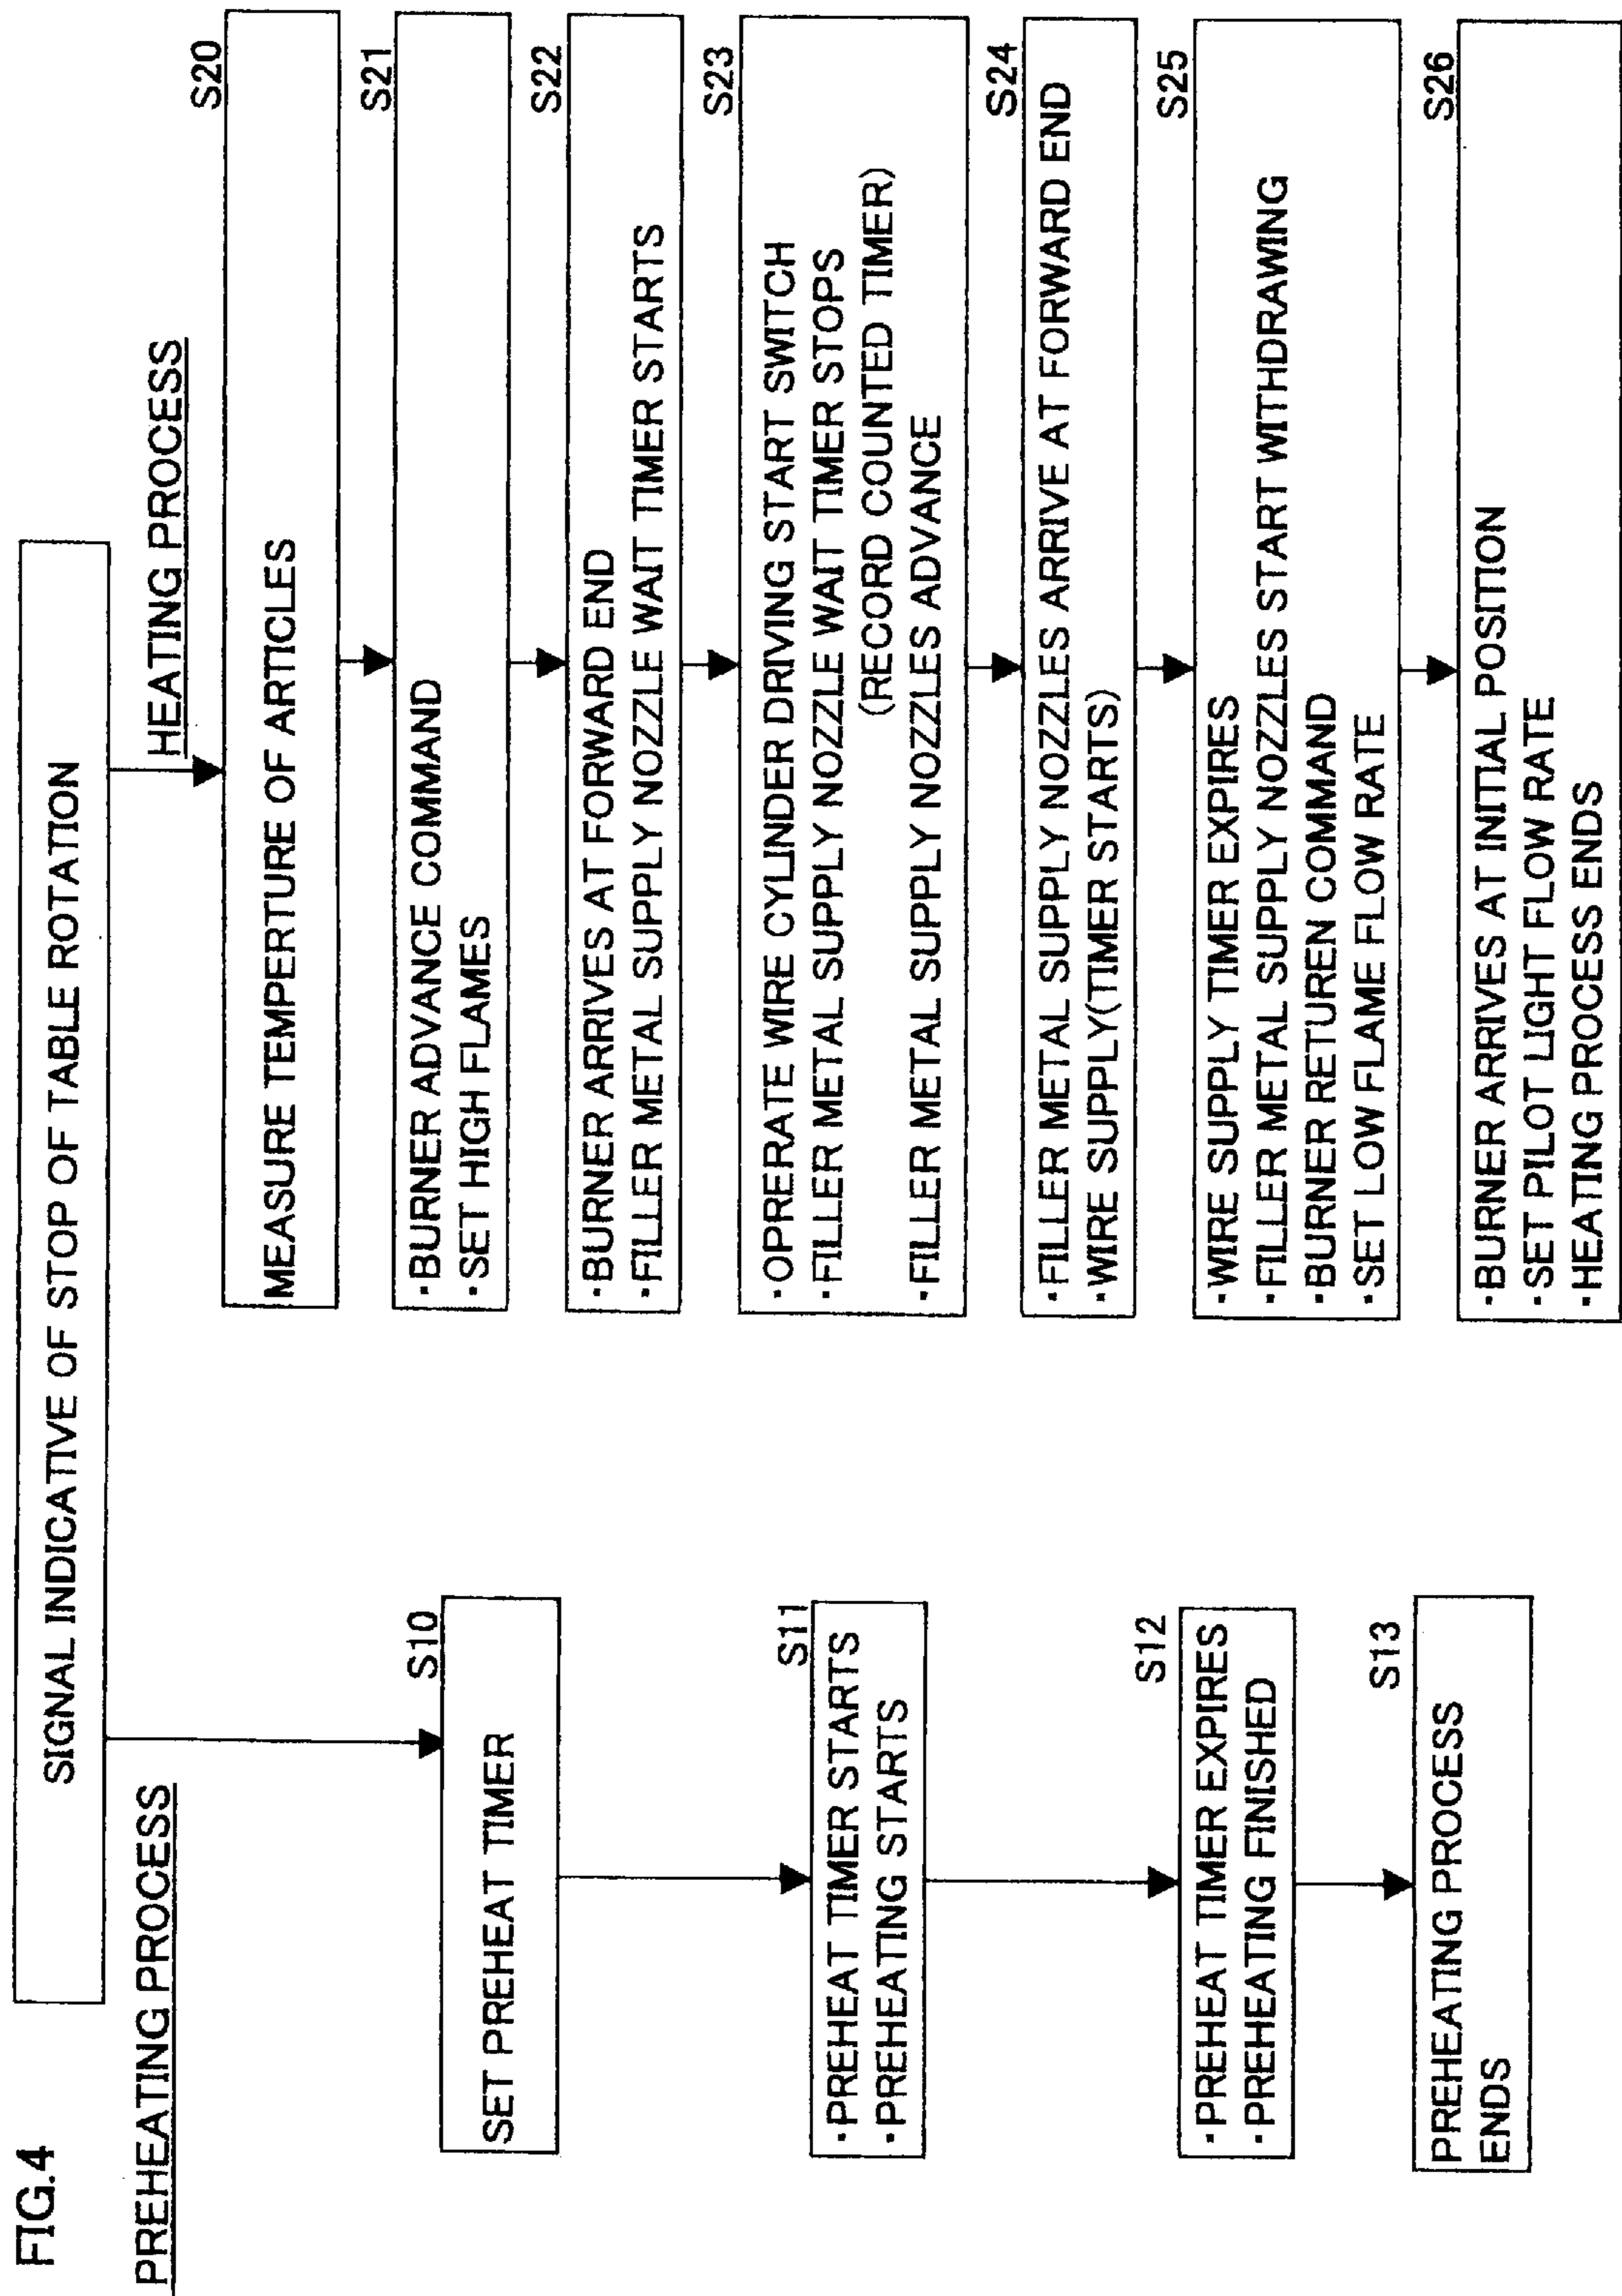 FIG.4
SIGNAL INDICATIVE OF STOP OF TABLE ROTATION
PREHEATING PROCESS
S10
SET PREHEAT TIMER
S11
・PREHEAT TIMER STARTS
・PREHEATING STARTS
S12
・PREHEAT TIMER EXPIRES
・PREHEATING FINISHED
S13
PREHEATING PROCESS
ENDS
HEATING PROCESS
S20
MEASURE TEMPERTURE OF ARTICLES
S21
・BURNER ADVANCE COMMAND
・SET HIGH FLAMES
S22
・BURNER ARRIVES AT FORWARD END
・FILLER METAL SUPPLY NOZZLE WAIT TIMER STARTS
S23
・OPRERATE WIRE CYLINDER DRIVING START SWITCH
・FILLER METAL SUPPLY NOZZLE WAIT TIMER STOPS
(RECORD COUNTED TIMER)
・FILLER METAL SUPPLY NOZZLES ADVANCE
S24
・FILLER METAL SUPPLY NOZZLES ARRIVE AT FORWARD END
・WIRE SUPPLY(TIMER STARTS)
S25
・WIRE SUPPLY TIMER EXPIRES
・FILLER METAL SUPPLY NOZZLES START WITHDRAWING
・BURNER RETUREN COMMAND
・SET LOW FLAME FLOW RATE
S26
・BURNER ARRIVES AT INITIAL POSITION
・SET PILOT LIGHT FLOW RATE
・HEATING PROCESS ENDS